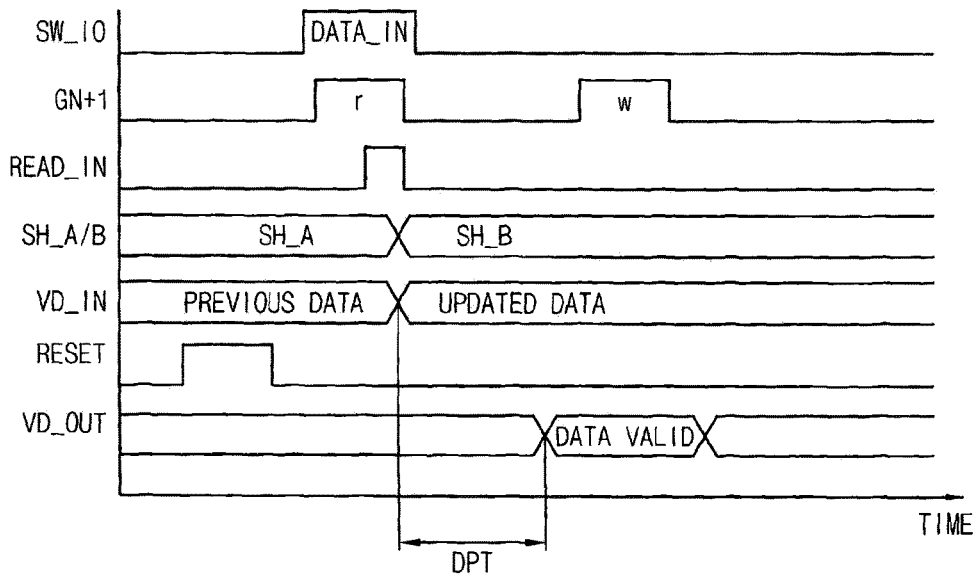 SW_IO DATA_IN
GN+1 r w
READ_IN
SH_A/B SH_A SH_B
VD_IN PREVIOUS DATA UPDATED DATA
RESET
VD_OUT DATA VALID
TIME
DPT